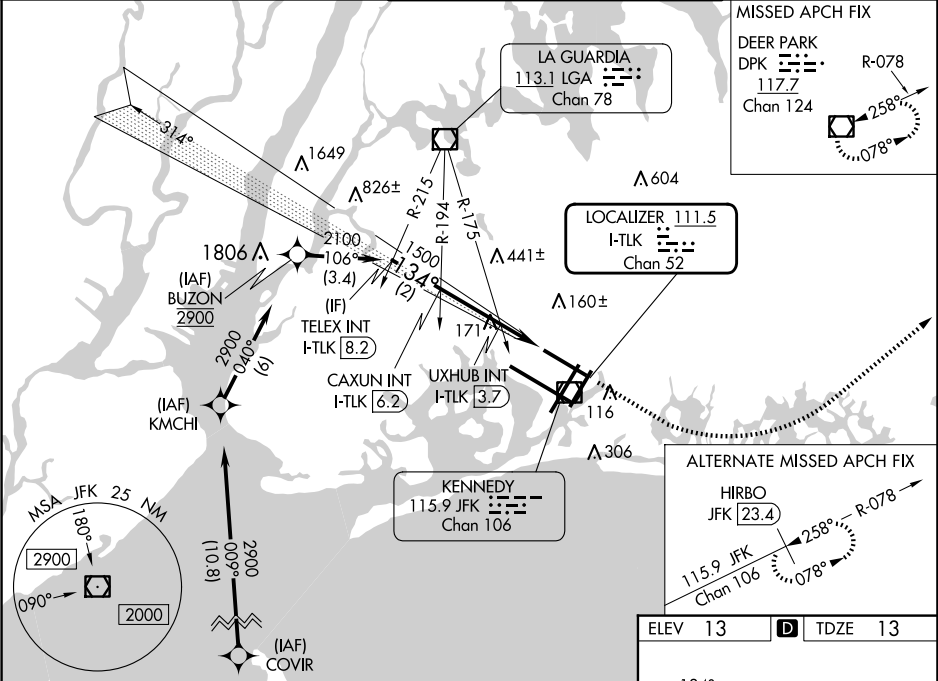 MISSED APCH FIX
DEER PARK
DPK
117.7
Chan 124
R-078
258°
078°
LA GUARDIA
113.1 LGA
Chan 78
314°
1649
826±
R-215
R-194
R-175
604
LOCALIZER 111.5
I-TLK
Chan 52
1806
2100
106°
(3.4)
1500
134°
(2)
441±
160±
(IAF)
BUZON
2900
(IF)
TELEX INT
I-TLK 8.2
171
CAXUN INT
I-TLK 6.2
UXHUB INT
I-TLK 3.7
2900
040°
(6)
(IAF)
KMCHI
116
306
KENNEDY
115.9 JFK
Chan 106
ALTERNATE MISSED APCH FIX
HIRBO
JFK 23.4
R-078
258°
078°
115.9 JFK
Chan 106
MSA JFK 25 NM
180°
2900
090°
2000
2900
009°
(10.8)
(IAF)
COVIR
ELEV 13
D
TDZE 13